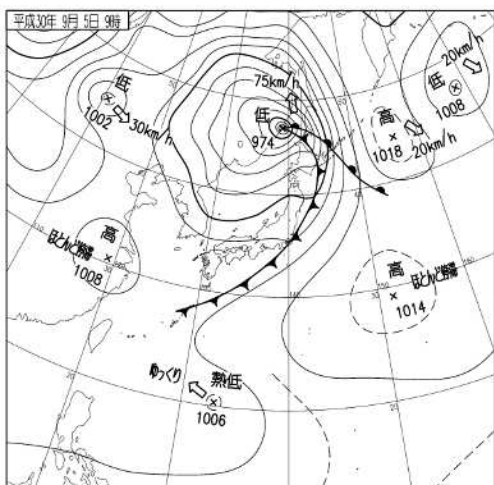 平成30年 9月 5日 9時
低
1002
30km/h
75km/h
低
974
20km/h
低
1008
高
1018
20km/h
高
ほとんど停滞
1008
高
ほとんど停滞
1014
ゆっくり
熱低
1006